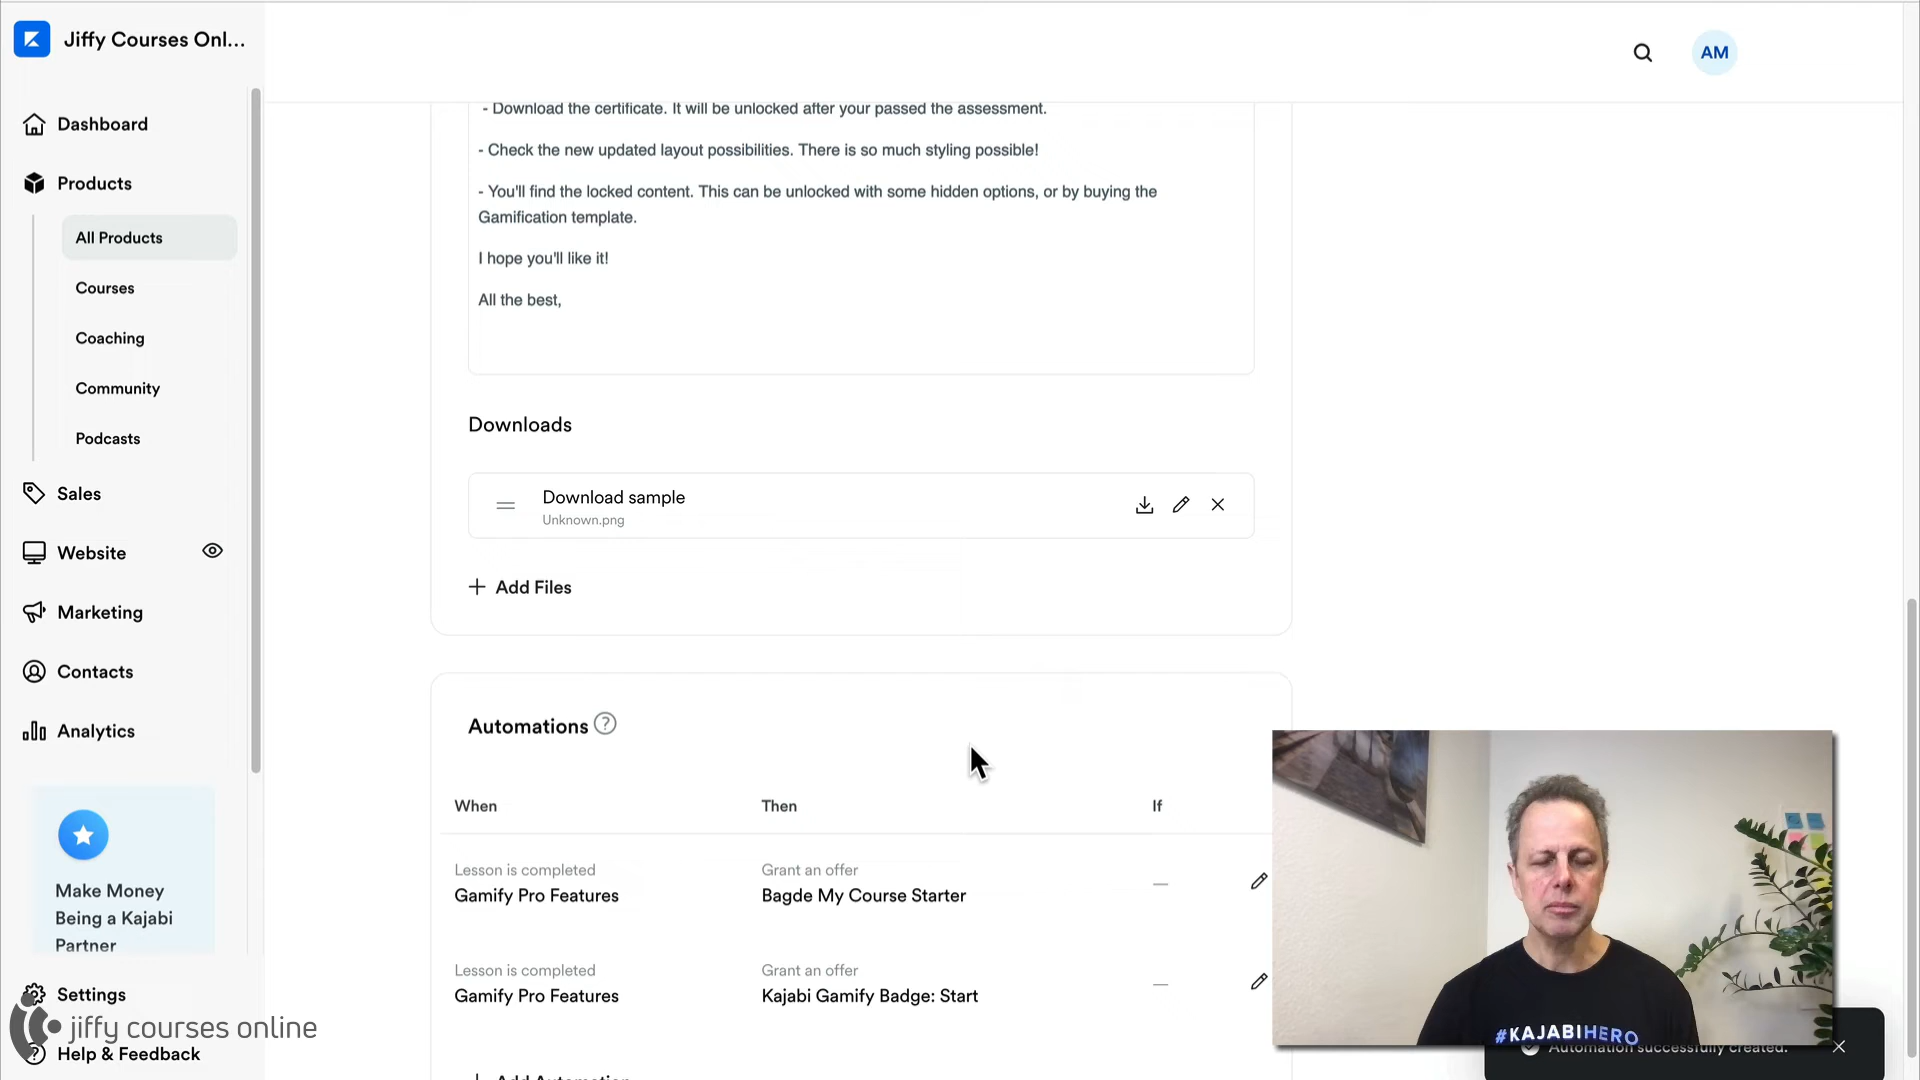 Jiffy Courses Onl...
AM
Dashboard
Products
All Products
Courses
Coaching
Community
Podcasts
Sales
Website
Marketing
Contacts
Analytics
Make Money
Being a Kajabi
Partner
Settings
jiffy courses online
Help & Feedback
- Download the certificate. It will be unlocked after your passed the assessment.
- Check the new updated layout possibilities. There is so much styling possible!
- You'll find the locked content. This can be unlocked with some hidden options, or by buying the
Gamification template.
I hope you'll like it!
All the best,
Downloads
Download sample
Unknown.png
+ Add Files
Automations ?
When Then If
Lesson is completed Grant an offer
Gamify Pro Features Bagde My Course Starter —
Lesson is completed Grant an offer
Gamify Pro Features Kajabi Gamify Badge: Start —
+ Add Automation
#KAJABIHERO
Automation successfully created.